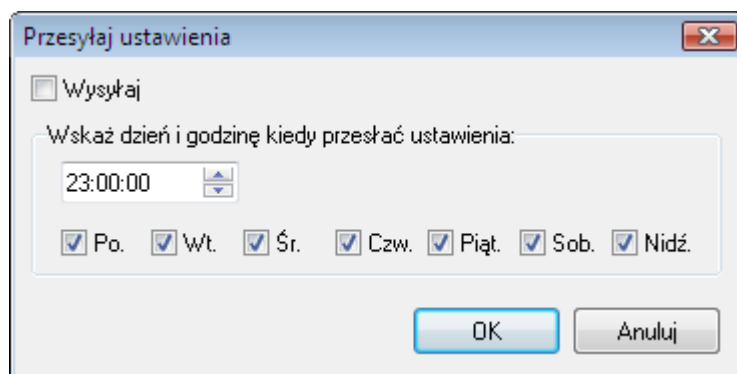 Przesyłaj ustawienia
Wysyłaj
Wskaż dzień i godzinę kiedy przesłać ustawienia:
23:00:00
Po. Wt. Śr. Czw. Piąt. Sob. Nidź.
OK Anuluj